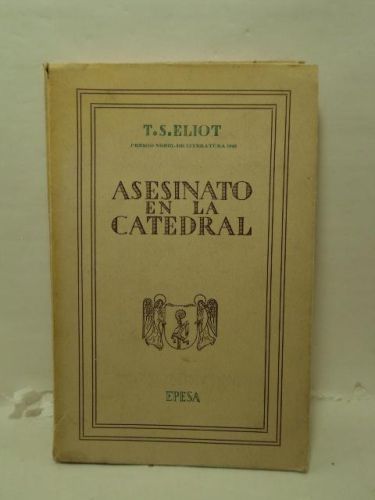 T.S.ELIOT
PREMIO NOBEL DE LITERATURA 1948
ASESINATO
EN LA
CATEDRAL
EPESA